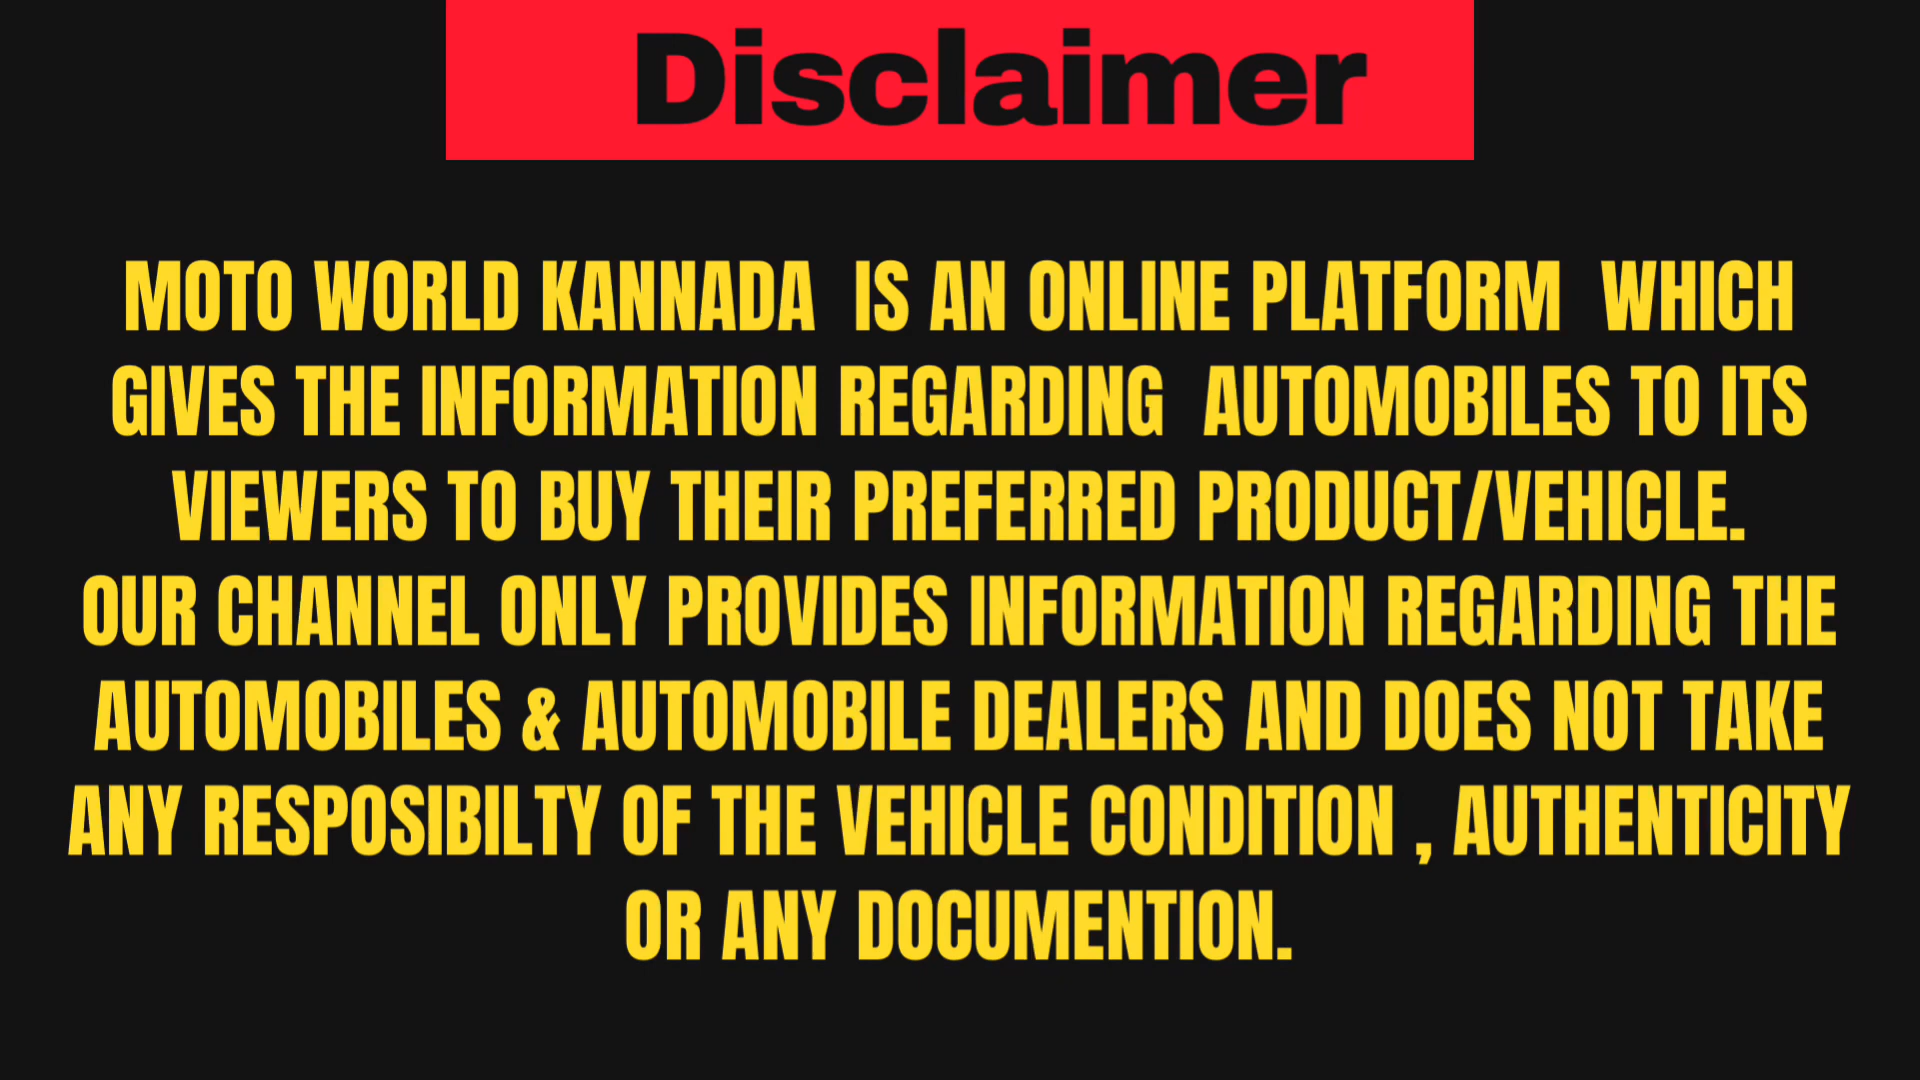 Disclaimer
MOTO WORLD KANNADA IS AN ONLINE PLATFORM WHICH
GIVES THE INFORMATION REGARDING AUTOMOBILES TO ITS
VIEWERS TO BUY THEIR PREFERRED PRODUCT/VEHICLE.
OUR CHANNEL ONLY PROVIDES INFORMATION REGARDING THE
AUTOMOBILES & AUTOMOBILE DEALERS AND DOES NOT TAKE
ANY RESPOSIBILTY OF THE VEHICLE CONDITION , AUTHENTICITY
OR ANY DOCUMENTION.